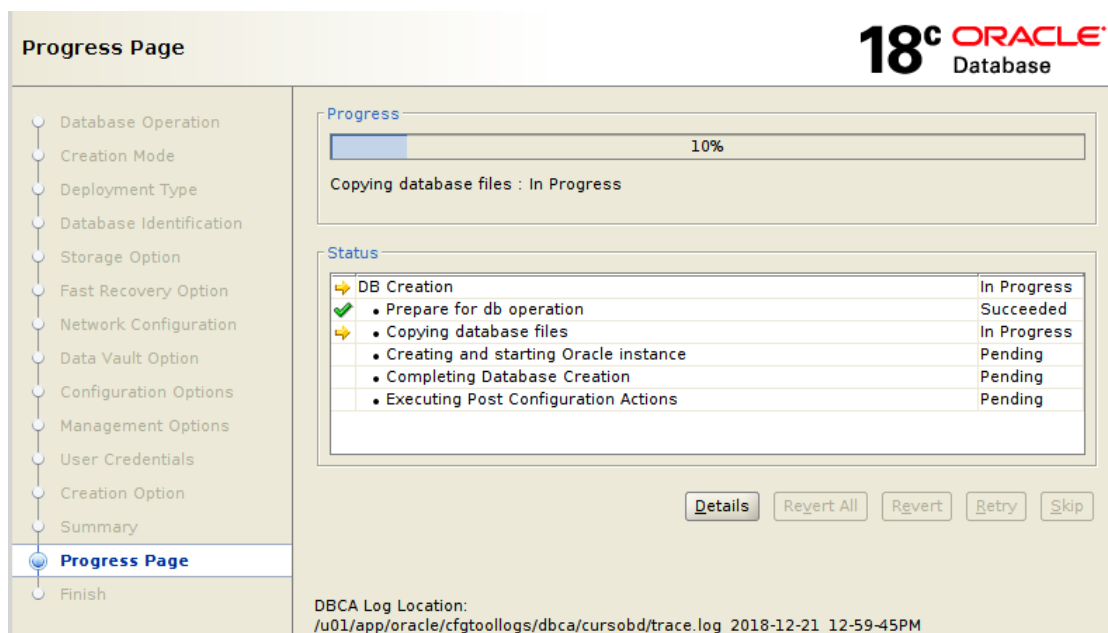 Progress Page
18c ORACLE
Database
Database Operation
Creation Mode
Deployment Type
Database Identification
Storage Option
Fast Recovery Option
Network Configuration
Data Vault Option
Configuration Options
Management Options
User Credentials
Creation Option
Summary
Progress Page
Finish
Progress
10%
Copying database files : In Progress
Status
DB Creation In Progress
• Prepare for db operation Succeeded
• Copying database files In Progress
• Creating and starting Oracle instance Pending
• Completing Database Creation Pending
• Executing Post Configuration Actions Pending
Details Revert All Revert Retry Skip
DBCA Log Location:
/u01/app/oracle/cfgtoollogs/dbca/cursobd/trace.log_2018-12-21_12-59-45PM